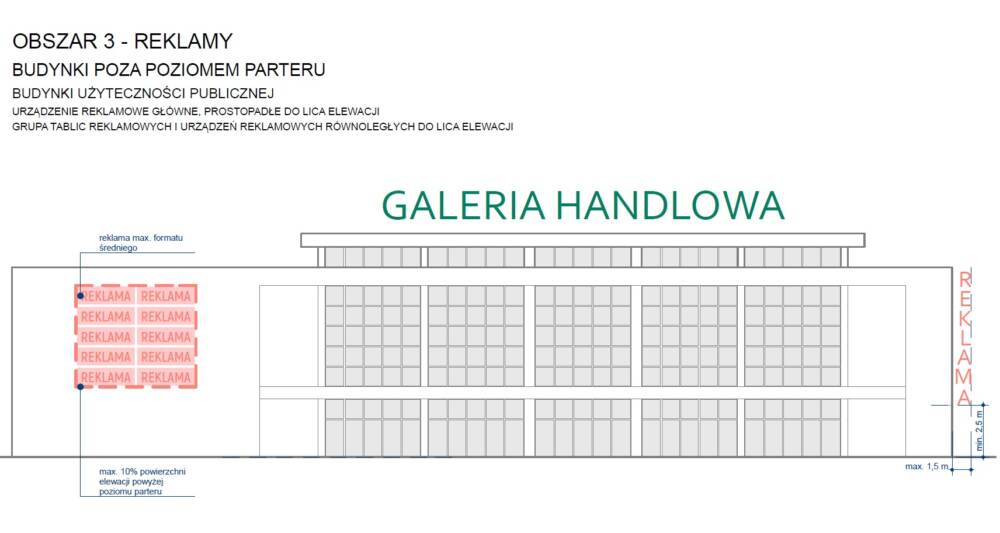 OBSZAR 3 - REKLAMY
BUDYNKI POZA POZIOMEM PARTERU
BUDYNKI UŻYTECZNOŚCI PUBLICZNEJ
URZĄDZENIE REKLAMOWE GŁÓWNE, PROSTOPADŁE DO LICA ELEWACJI
GRUPA TABLIC REKLAMOWYCH I URZĄDZEŃ REKLAMOWYCH RÓWNOLEGŁYCH DO LICA ELEWACJI
GALERIA HANDLOWA
reklama max. formatu
średniego
REKLAMA REKLAMA
REKLAMA REKLAMA
REKLAMA REKLAMA
REKLAMA REKLAMA
REKLAMA REKLAMA
REKLAMA
min. 2,5 m
max. 1,5 m
max. 10% powierzchni
elewacji powyżej
poziomu parteru